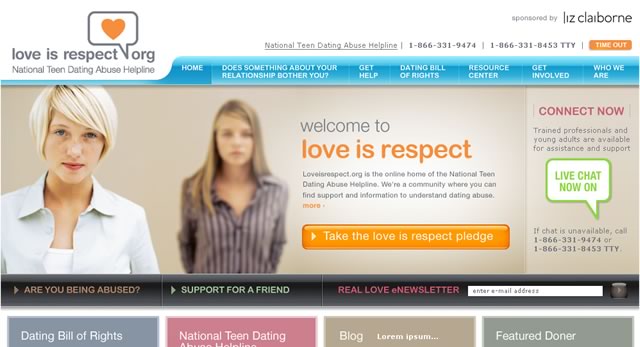 sponsored by liz claiborne
love is respect org
National Teen Dating Abuse Helpline
National Teen Dating Abuse Helpline | 1-866-331-9474 | 1-866-331-8453 TTY | TIME OUT
HOME
DOES SOMETHING ABOUT YOUR
RELATIONSHIP BOTHER YOU?
GET
HELP
DATING BILL
OF RIGHTS
RESOURCE
CENTER
GET
INVOLVED
WHO WE
ARE
welcome to
love is respect
Loveisrespect.org is the online home of the National Teen
Dating Abuse Helpline. We're a community where you can
find support and information to understand dating abuse.
more ›
Take the love is respect pledge
CONNECT NOW
Trained professionals and
young adults are available
for assistance and support
LIVE CHAT
NOW ON
If chat is unavailable, call
1-866-331-9474 or
1-866-331-8453 TTY.
ARE YOU BEING ABUSED?
SUPPORT FOR A FRIEND
REAL LOVE eNEWSLETTER
enter e-mail address
Dating Bill of Rights
National Teen Dating
Abuse Helpline
Blog Lorem ipsum...
Featured Doner